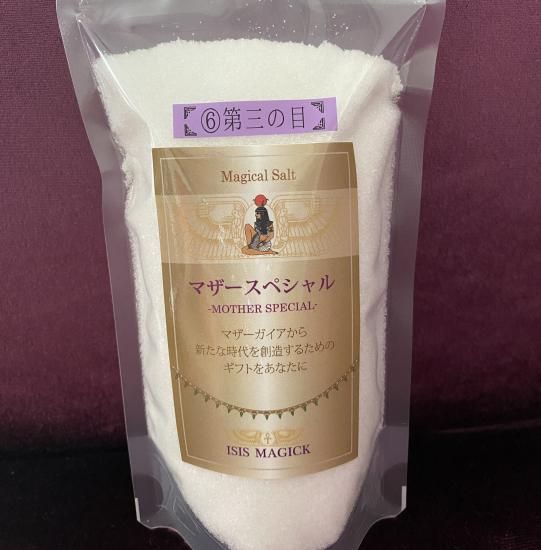 ⑥第三の目
Magical Salt
マザースペシャル
-MOTHER SPECIAL-
マザーガイアから
新たな時代を創造するための
ギフトをあなたに
ISIS MAGICK